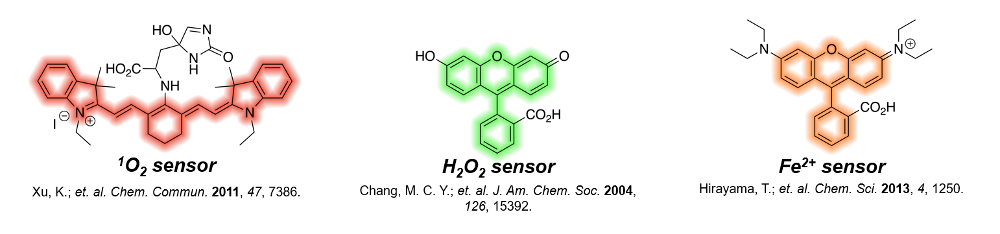 HO
N
O
N
H
HO₂C
NH
N
⊕
I
⊖
N
¹O₂ sensor
Xu, K.; et. al. Chem. Commun. 2011, 47, 7386.
HO
O
O
CO₂H
H₂O₂ sensor
Chang, M. C. Y.; et. al. J. Am. Chem. Soc. 2004,
126, 15392.
N
O
N
⊕
CO₂H
Fe²⁺ sensor
Hirayama, T.; et. al. Chem. Sci. 2013, 4, 1250.